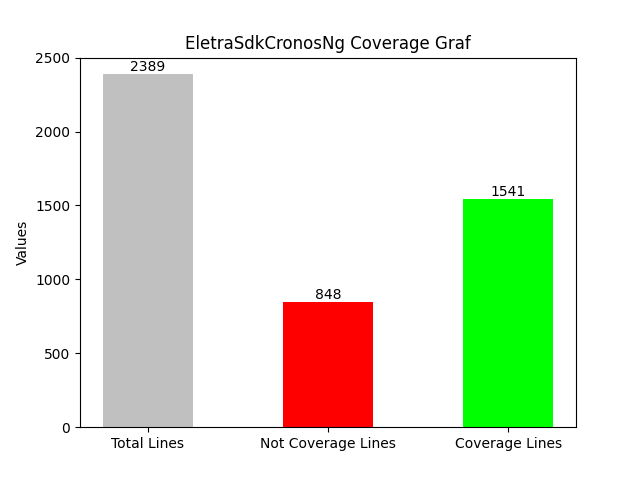 EletraSdkCronosNg Coverage Graf
2500
2000
1500
1000
500
0
Values
2389
848
1541
Total Lines
Not Coverage Lines
Coverage Lines